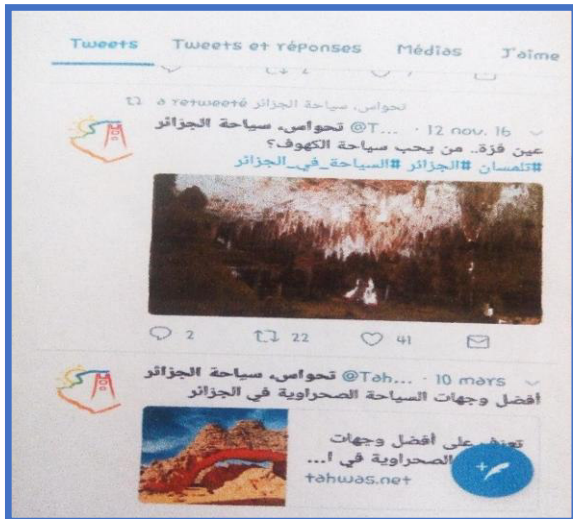 Tweets Tweets et réponses Médias J'aime
تحواس، سياحة الجزائر a retweeté
تحواس، سياحة الجزائر @T... · 12 nov. 16
عين فزة.. من يحب سياحة الكهوف؟
#تلمسان #الجزائر #السياحة_في_الجزائر
2 22 41
تحواس، سياحة الجزائر @Tah... · 10 mars
أفضل وجهات السياحة الصحراوية في الجزائر
تعرف على أفضل وجهات
الصحراوية في ا...
tahwas.net